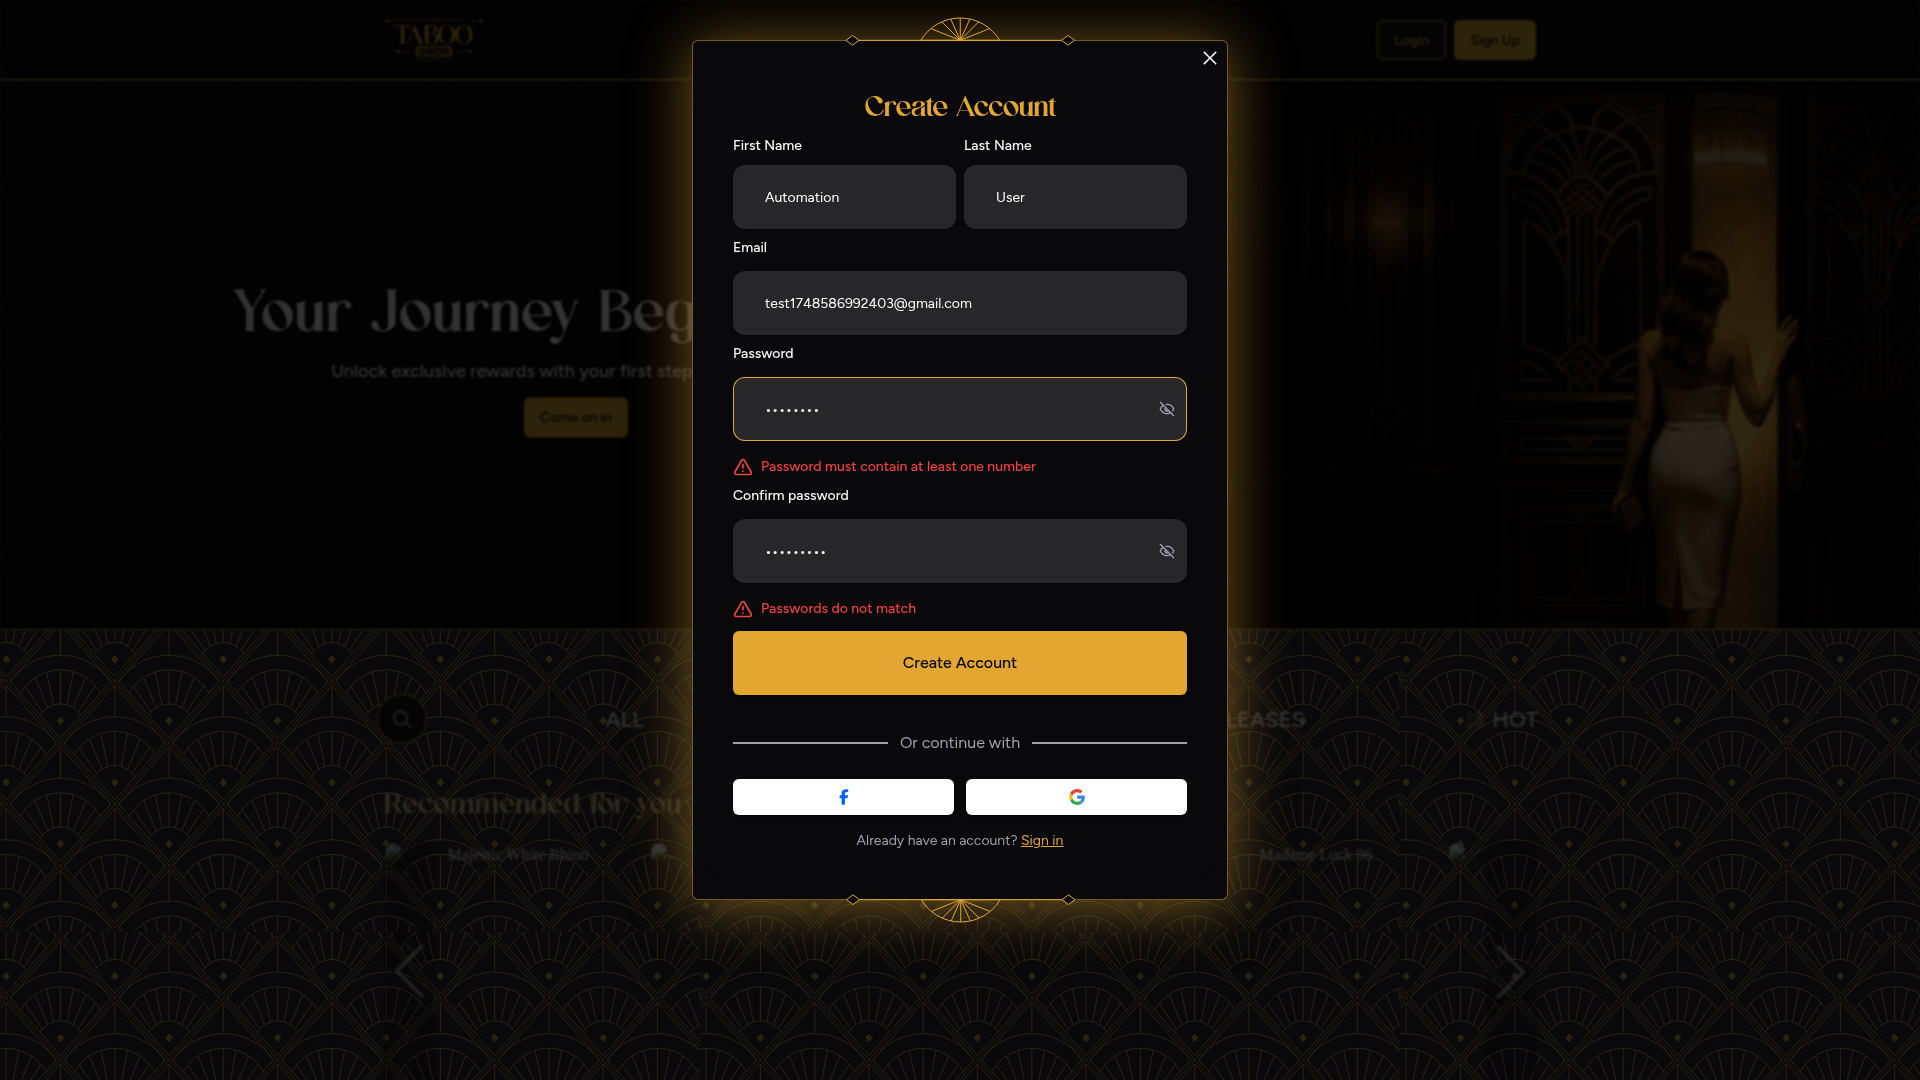 TABOO
Login
Sign Up
Create Account
First Name
Last Name
Automation
User
Email
test1748586992403@gmail.com
Password
••••••••
Password must contain at least one number
Confirm password
•••••••••
Passwords do not match
Create Account
Or continue with
Already have an account? Sign in
Your Journey Beg
Unlock exclusive rewards with your first step
Come on in
ALL
LEASES
HOT
Recommended for you
Majestic White Rhino
Madame Luck 96